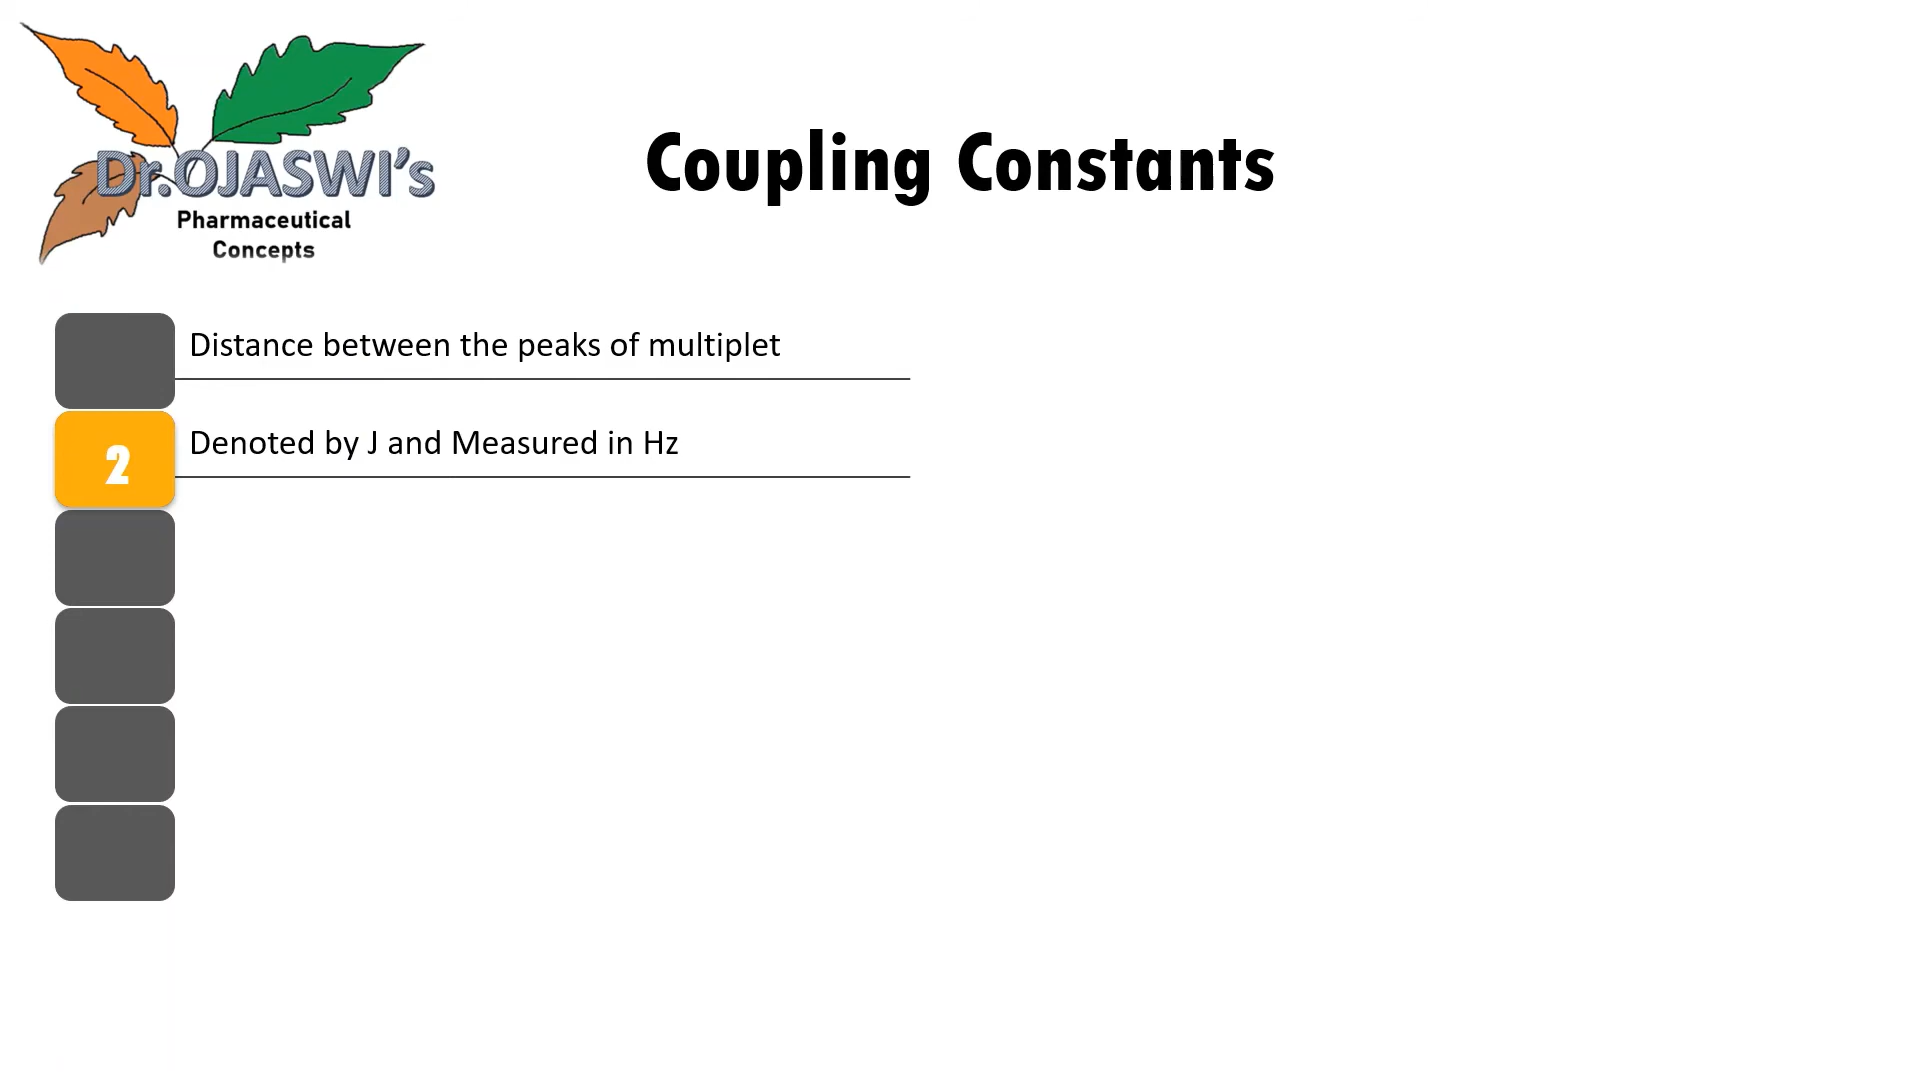 Dr.OJASWI's
Pharmaceutical
Concepts
Coupling Constants
Distance between the peaks of multiplet
2
Denoted by J and Measured in Hz